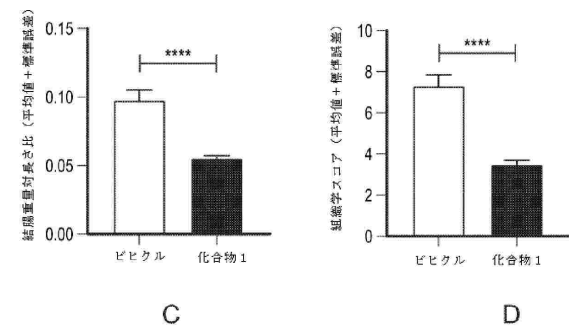 結腸重量対長さ比（平均値＋標準誤差）
0.15
0.10
0.05
0.00
****
ビヒクル 化合物１
C
組織学スコア（平均値＋標準誤差）
10
8
6
4
2
0
****
ビヒクル 化合物１
D